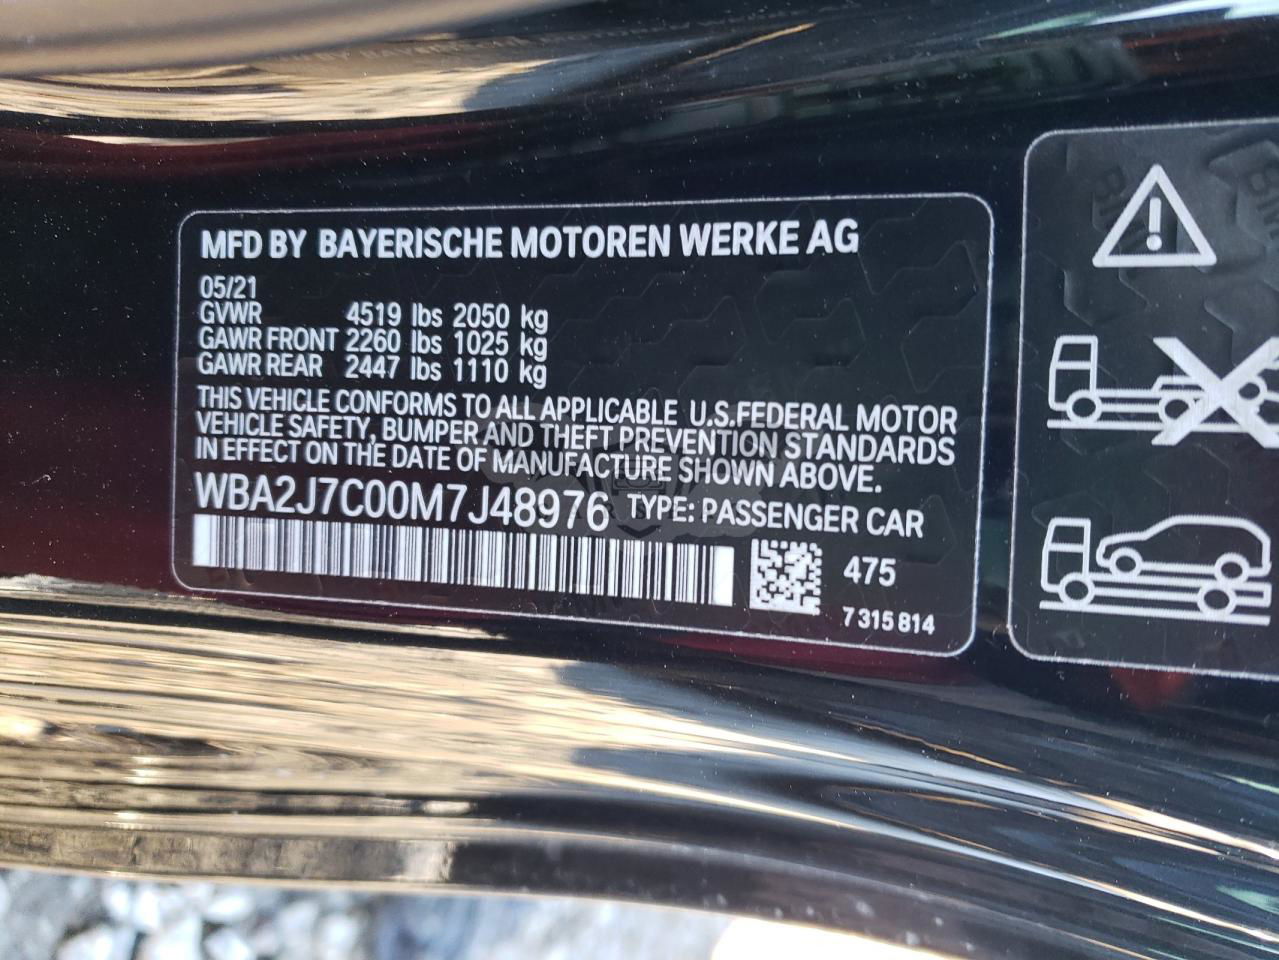 MFD BY BAYERISCHE MOTOREN WERKE AG
05/21
GVWR 4519 lbs 2050 kg
GAWR FRONT 2260 lbs 1025 kg
GAWR REAR 2447 lbs 1110 kg
THIS VEHICLE CONFORMS TO ALL APPLICABLE U.S.FEDERAL MOTOR
VEHICLE SAFETY, BUMPER AND THEFT PREVENTION STANDARDS
IN EFFECT ON THE DATE OF MANUFACTURE SHOWN ABOVE.
WBA2J7C00M7J48976 TYPE: PASSENGER CAR
475
7 315 814